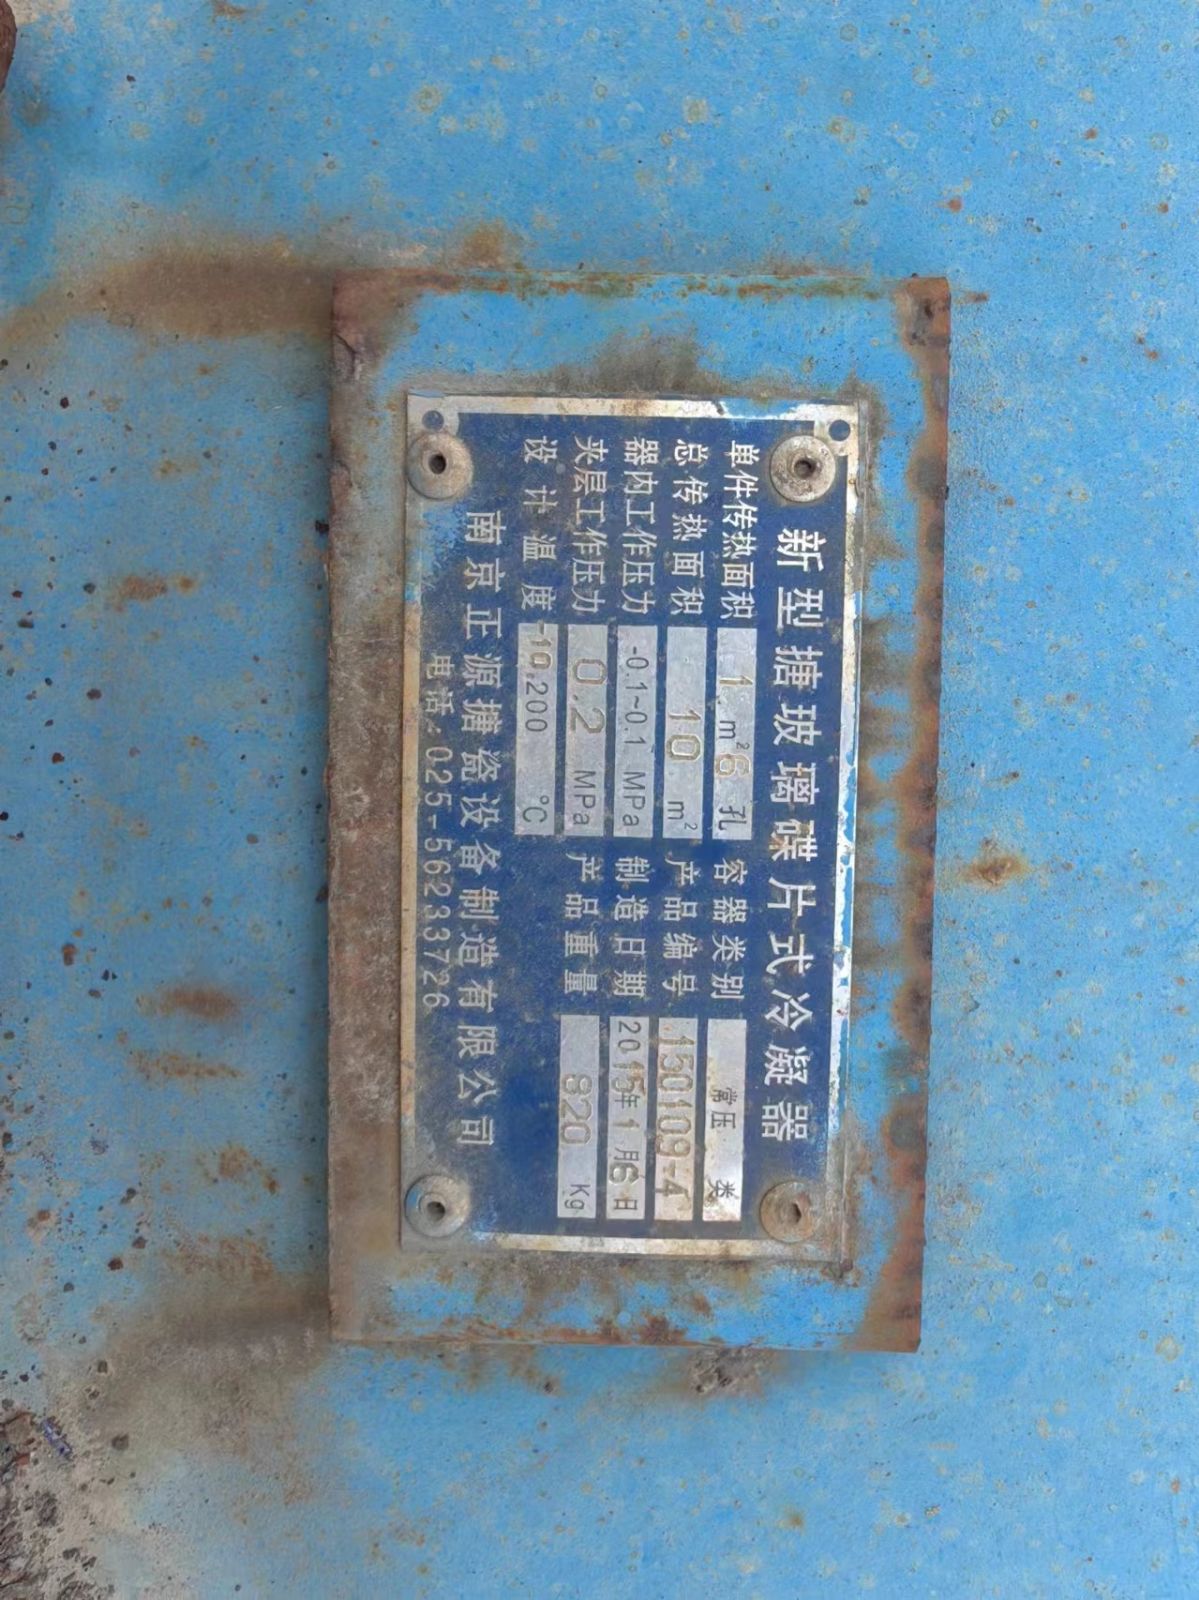 新型搪玻璃碟片式冷凝器
单件传热面积 1 m² 6 孔 容器类别 常压 类
总传热面积 10 m² 产品编号 150109-4
器内工作压力 -0.1~0.1 MPa 制造日期 2015年1月6日
夹层工作压力 0.2 MPa 产品重量 820 Kg
设计温度 -10.200 ℃
南京正源搪瓷设备制造有限公司
电话:025-56233726